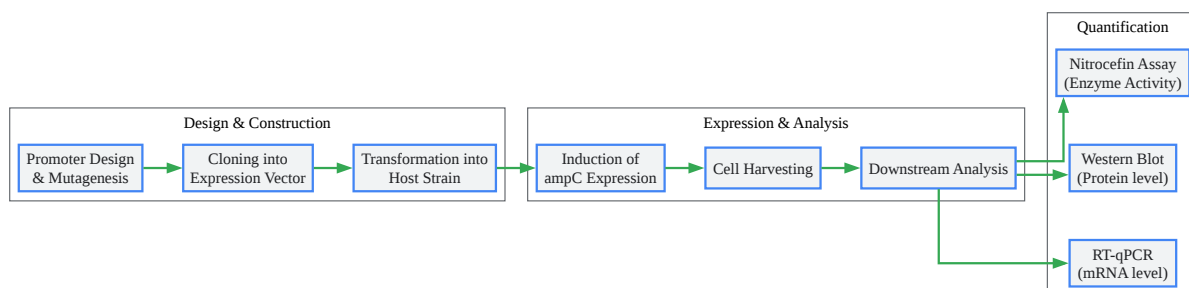 Design & Construction
Promoter Design
& Mutagenesis
Cloning into
Expression Vector
Transformation into
Host Strain
Expression & Analysis
Induction of
ampC Expression
Cell Harvesting
Downstream Analysis
Quantification
Nitrocefin Assay
(Enzyme Activity)
Western Blot
(Protein level)
RT-qPCR
(mRNA level)